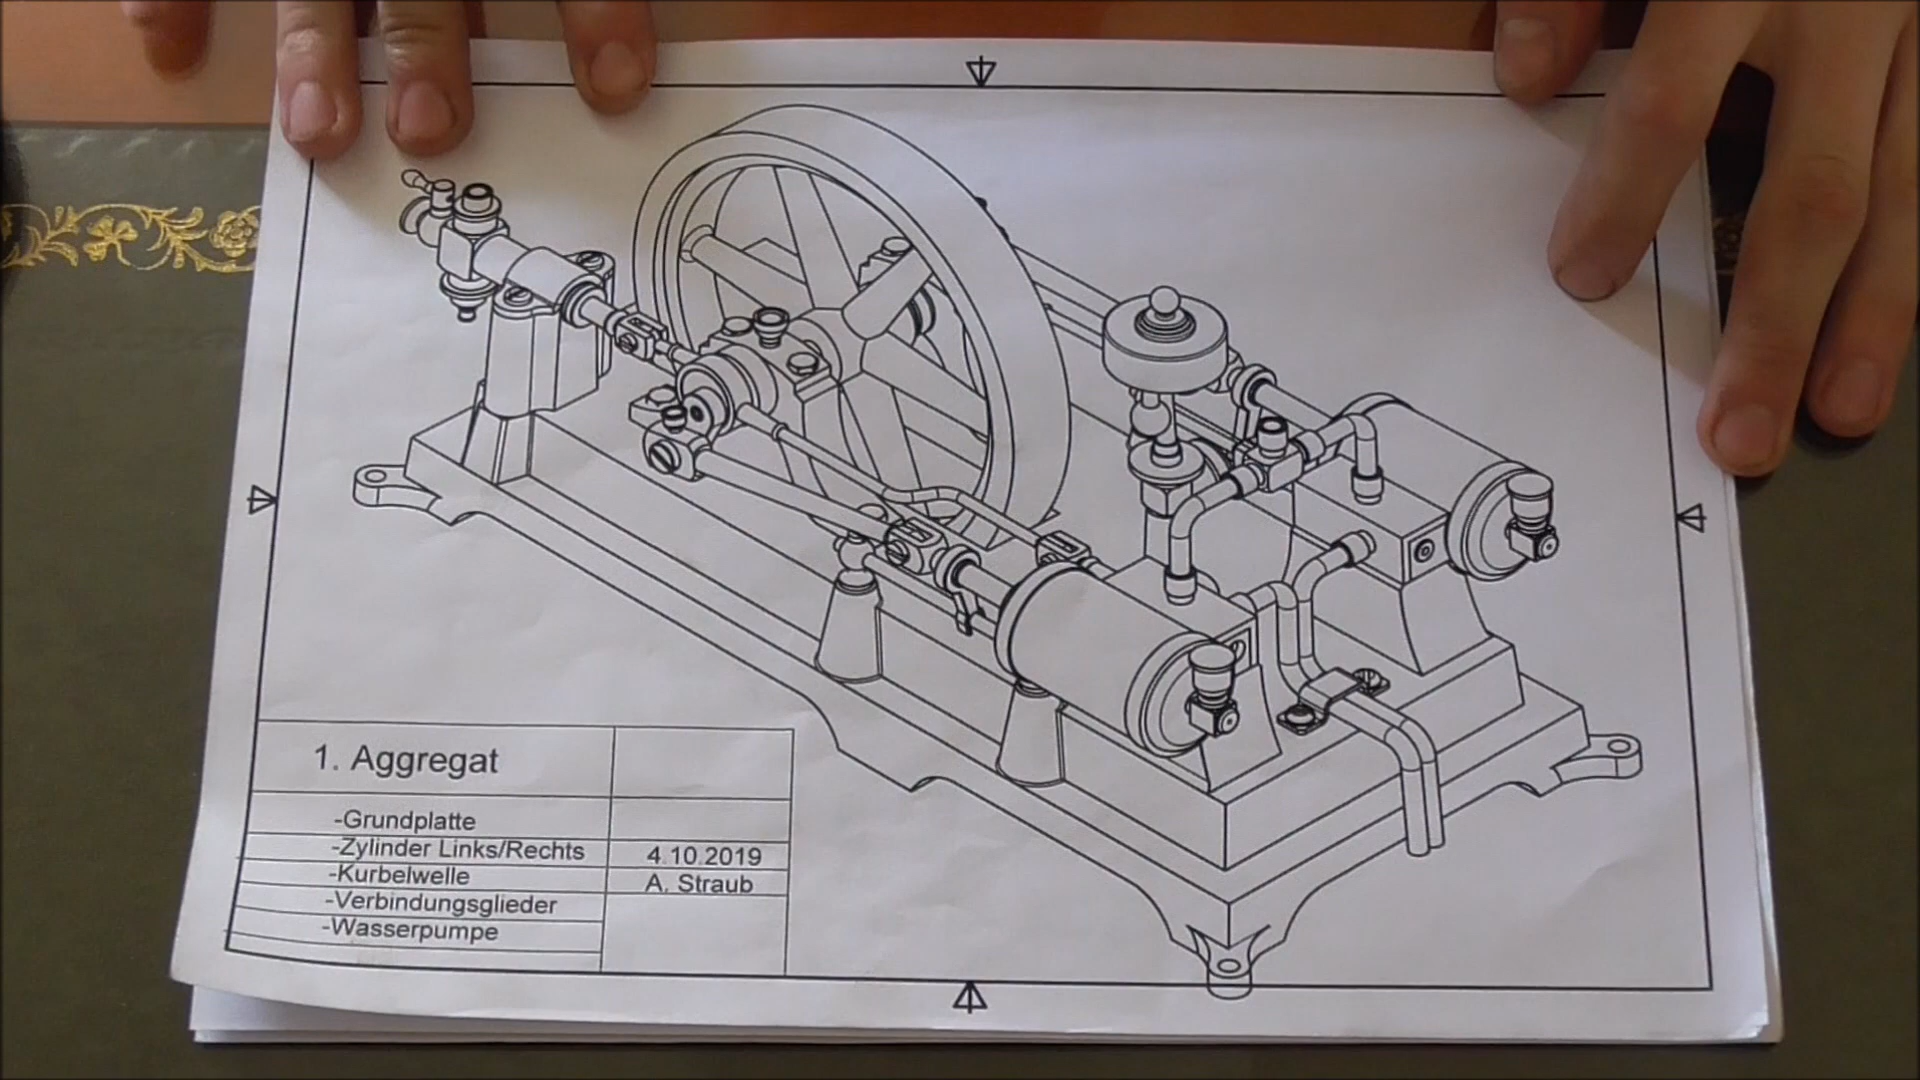 1. Aggregat
-Grundplatte
-Zylinder Links/Rechts
4.10.2019
-Kurbelwelle
A. Straub
-Verbindungsglieder
-Wasserpumpe